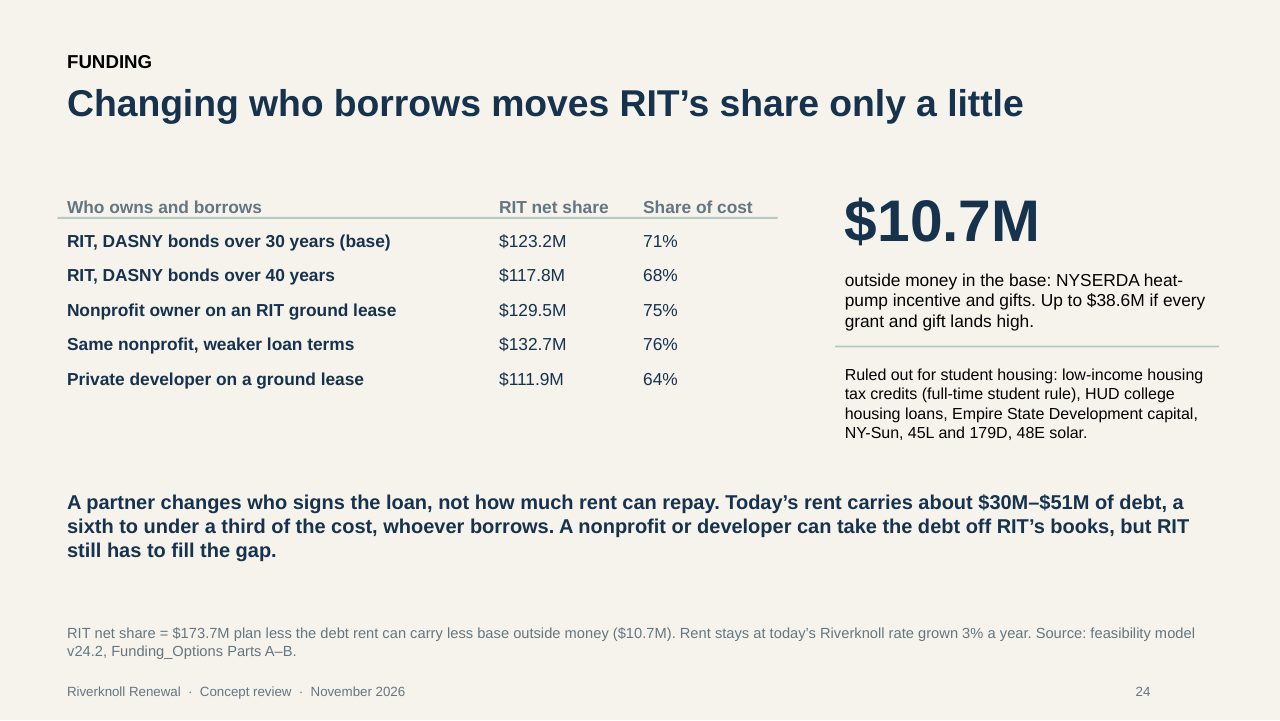 FUNDING
Changing who borrows moves RIT’s share only a little
Who owns and borrows RIT net share Share of cost
RIT, DASNY bonds over 30 years (base) $123.2M 71%
RIT, DASNY bonds over 40 years $117.8M 68%
Nonprofit owner on an RIT ground lease $129.5M 75%
Same nonprofit, weaker loan terms $132.7M 76%
Private developer on a ground lease $111.9M 64%
$10.7M
outside money in the base: NYSERDA heat-
pump incentive and gifts. Up to $38.6M if every
grant and gift lands high.
Ruled out for student housing: low-income housing
tax credits (full-time student rule), HUD college
housing loans, Empire State Development capital,
NY-Sun, 45L and 179D, 48E solar.
A partner changes who signs the loan, not how much rent can repay. Today’s rent carries about $30M–$51M of debt, a
sixth to under a third of the cost, whoever borrows. A nonprofit or developer can take the debt off RIT’s books, but RIT
still has to fill the gap.
RIT net share = $173.7M plan less the debt rent can carry less base outside money ($10.7M). Rent stays at today’s Riverknoll rate grown 3% a year. Source: feasibility model
v24.2, Funding_Options Parts A–B.
Riverknoll Renewal · Concept review · November 2026 24